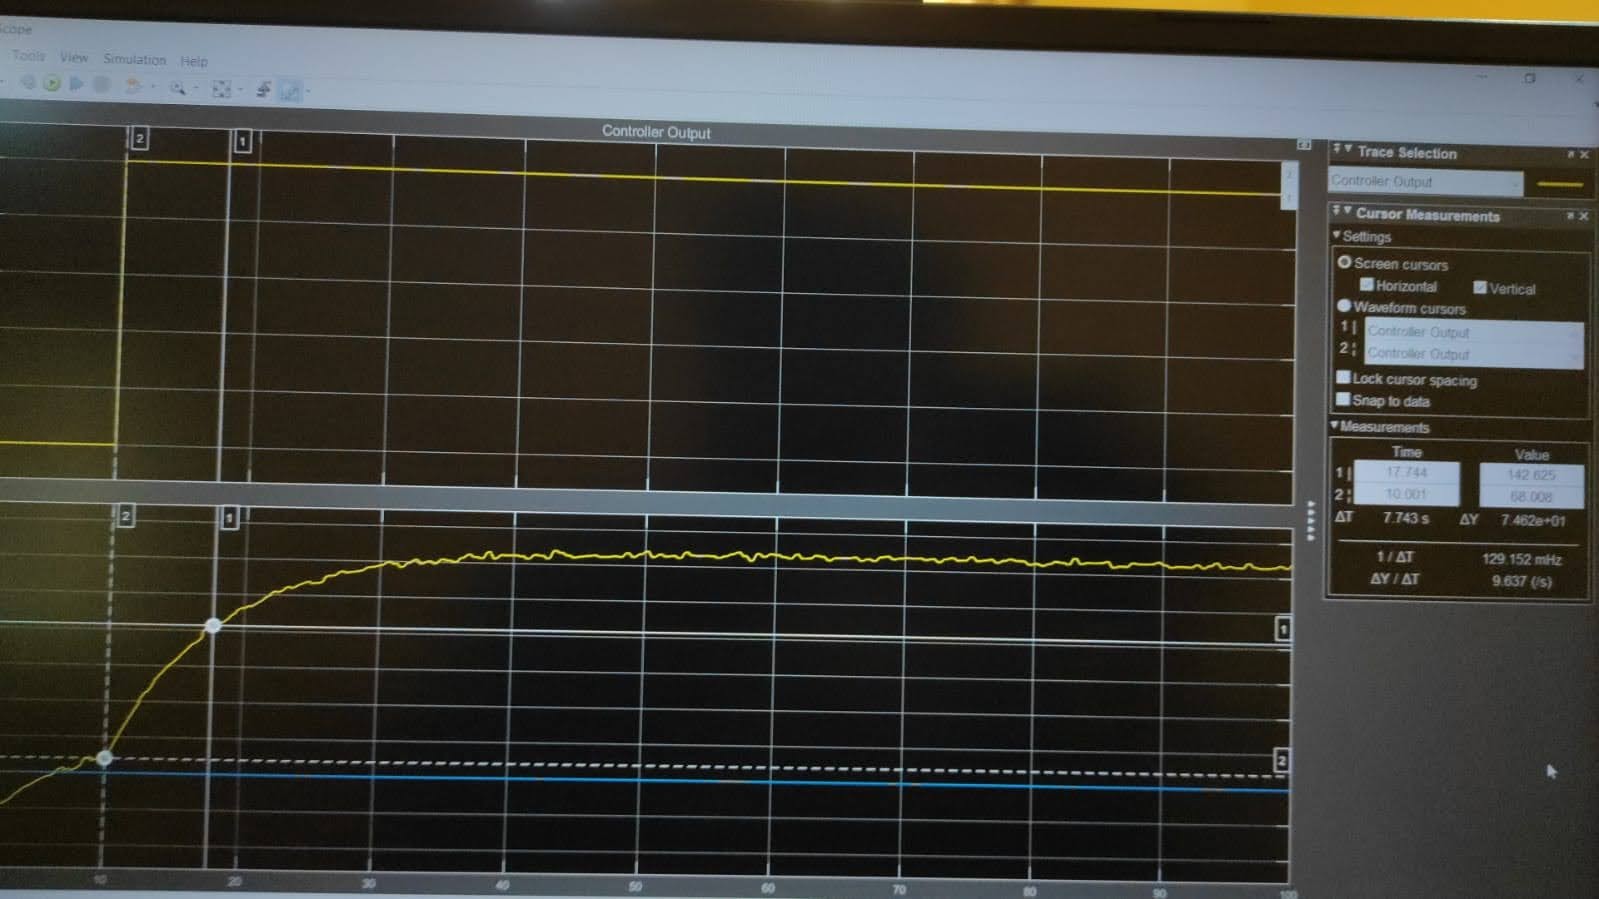 Scope
Tools View Simulation Help
Controller Output
2
1
2
1
1
2
10 20 30 40 50 60 70 80 90 100
Trace Selection
Controller Output
Cursor Measurements
Settings
Screen cursors
Horizontal Vertical
Waveform cursors
1 Controller Output
2 Controller Output
Lock cursor spacing
Snap to data
Measurements
Time Value
1 17.744 142.625
2 10.001 68.008
ΔT 7.743 s ΔY 7.462e+01
1 / ΔT 129.152 mHz
ΔY / ΔT 9.637 (/s)